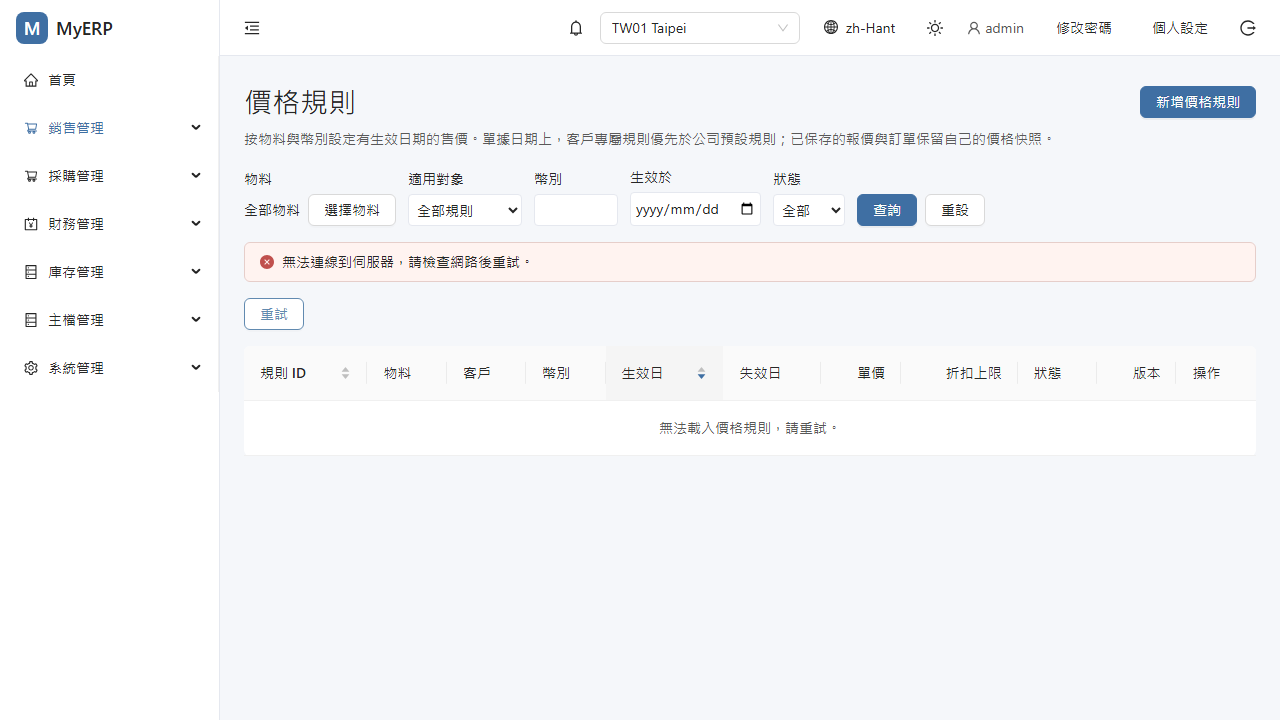 M MyERP
TW01 Taipei
zh-Hant
admin
修改密碼
個人設定
首頁
銷售管理
採購管理
財務管理
庫存管理
主檔管理
系統管理
價格規則
新增價格規則
按物料與幣別設定有生效日期的售價。單據日期上，客戶專屬規則優先於公司預設規則；已保存的報價與訂單保留自己的價格快照。
物料 適用對象 幣別 生效於 狀態
全部物料 選擇物料 全部規則 yyyy/mm/dd 全部 查詢 重設
無法連線到伺服器，請檢查網路後重試。
重試
規則 ID 物料 客戶 幣別 生效日 失效日 單價 折扣上限 狀態 版本 操作
無法載入價格規則，請重試。